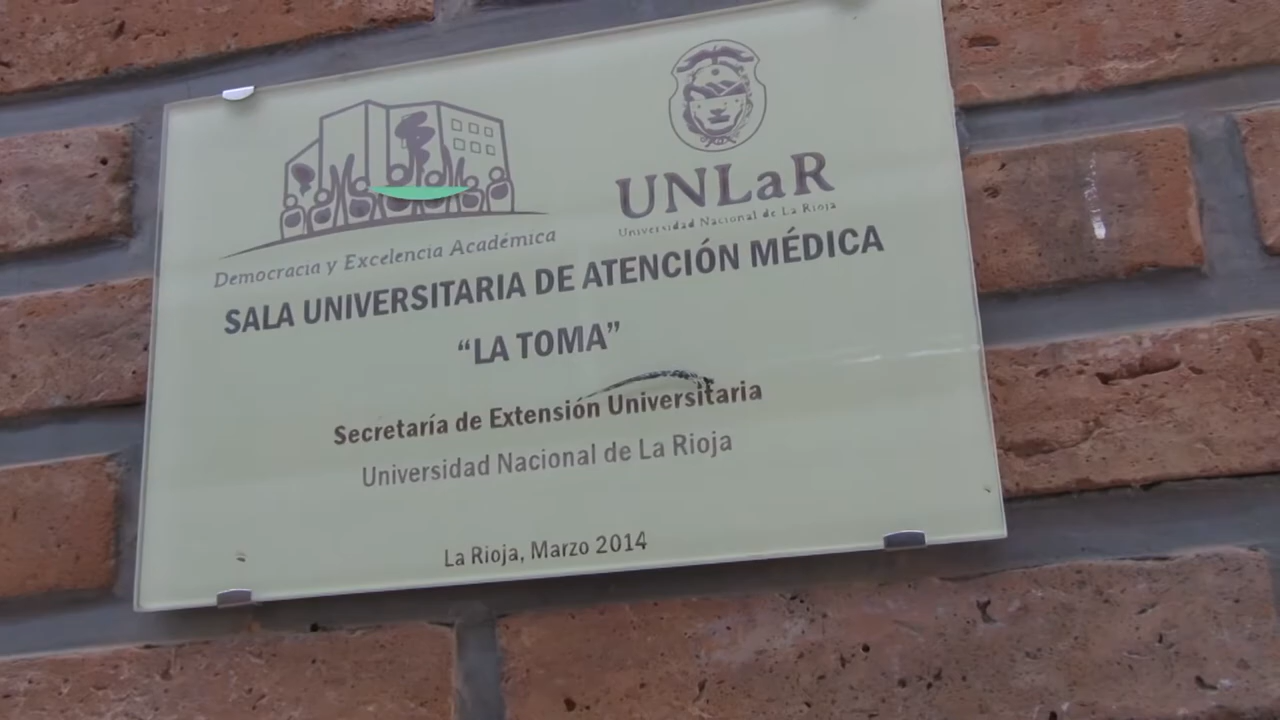 Democracia y Excelencia Académica
UNLaR
Universidad Nacional de La Rioja
SALA UNIVERSITARIA DE ATENCIÓN MÉDICA
“LA TOMA”
Secretaría de Extensión Universitaria
Universidad Nacional de La Rioja
La Rioja, Marzo 2014